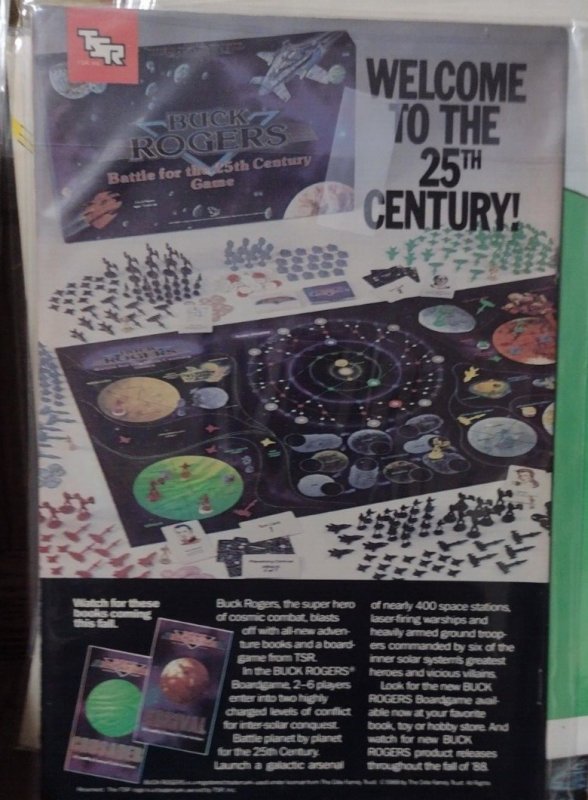 TSR
BUCK
ROGERS
Battle for the 25th Century
Game
WELCOME
TO THE
25TH
CENTURY!
BUCK
ROGERS
Watch for these
books coming
this fall.
ARRIVAL
CRUSADER
Buck Rogers, the super hero
of cosmic combat, blasts
off with all-new adven-
ture books and a board-
game from TSR.
In the BUCK ROGERS®
Boardgame, 2–6 players
enter into two highly
charged levels of conflict
for inter-solar conquest.
Battle planet by planet
for the 25th Century.
Launch a galactic arsenal
of nearly 400 space stations,
laser-firing warships and
heavily armed ground troop-
ers commanded by six of the
inner solar system's greatest
heroes and vicious villains.
Look for the new BUCK
ROGERS Boardgame avail-
able now at your favorite
book, toy or hobby store. And
watch for new BUCK
ROGERS product releases
throughout the fall of '88.